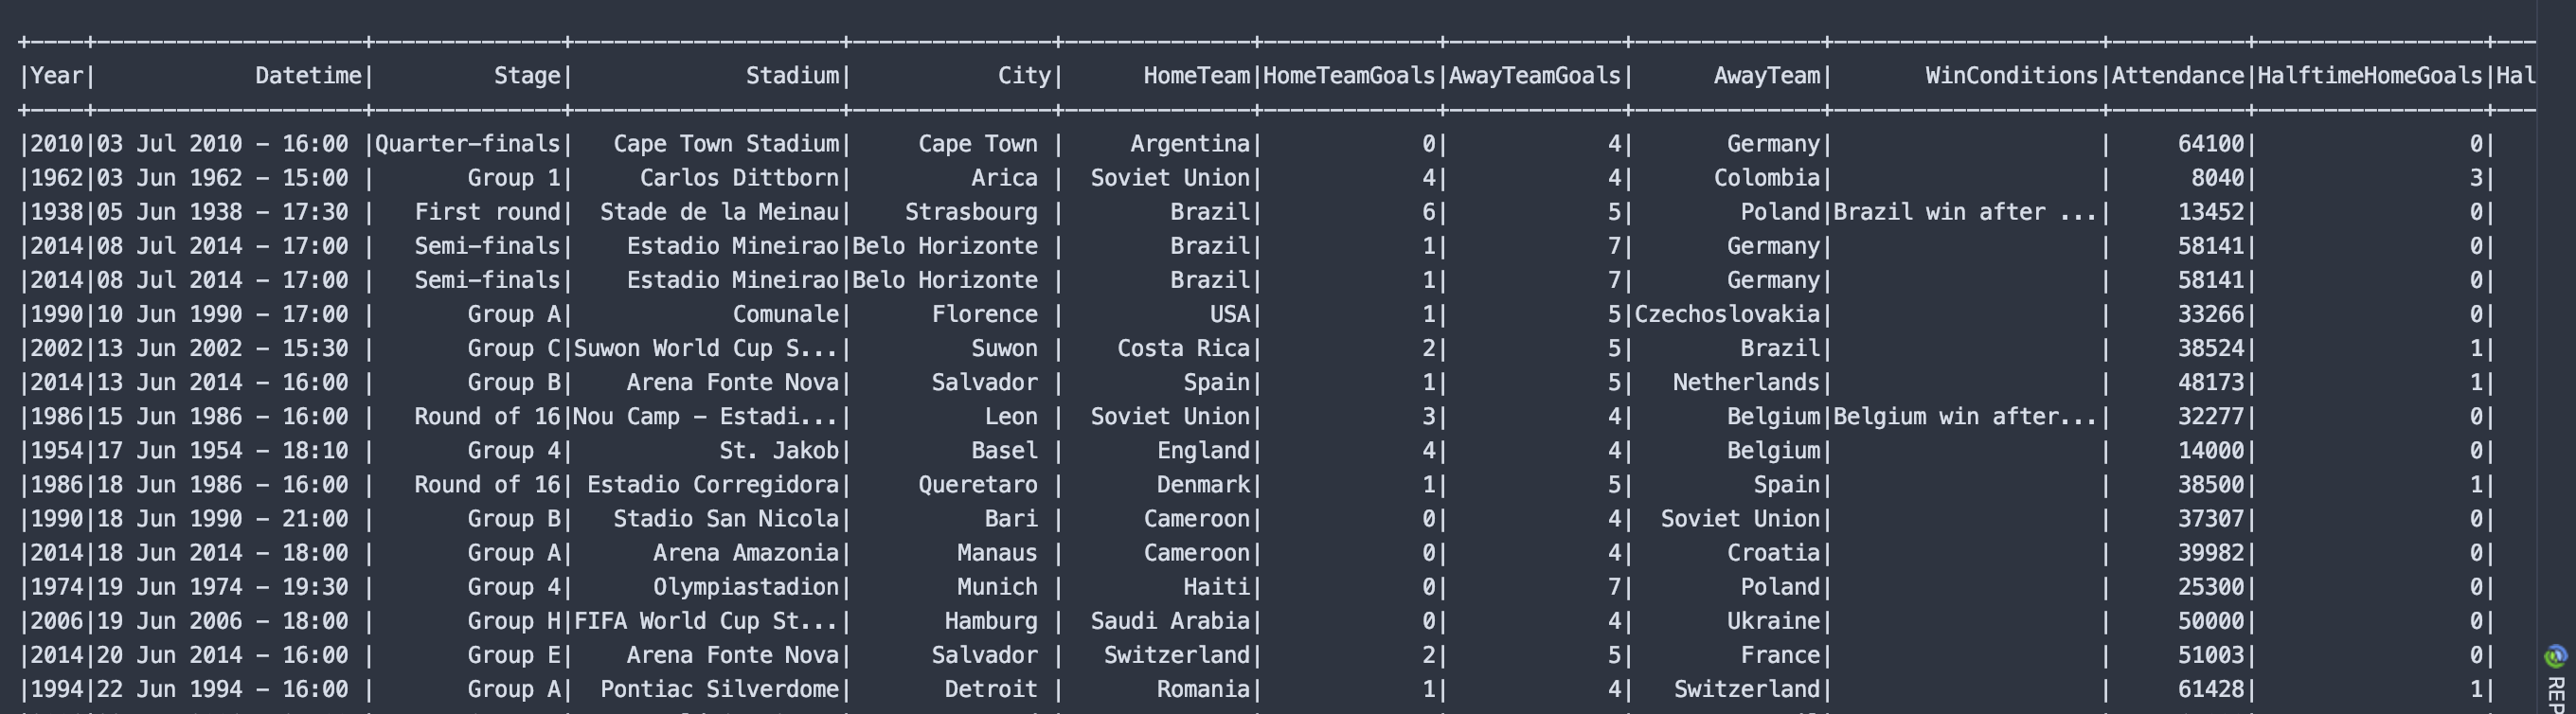 +----+--------------------+--------------+--------------------+--------------+--------------+-------------+-------------+--------------+--------------------+----------+-----------------+---
|Year|            Datetime|         Stage|             Stadium|          City|      HomeTeam|HomeTeamGoals|AwayTeamGoals|      AwayTeam|       WinConditions|Attendance|HalftimeHomeGoals|Hal
+----+--------------------+--------------+--------------------+--------------+--------------+-------------+-------------+--------------+--------------------+----------+-----------------+---
|2010|03 Jul 2010 - 16:00 |Quarter-finals|   Cape Town Stadium|    Cape Town |     Argentina|            0|            4|       Germany|                    |     64100|                0|
|1962|03 Jun 1962 - 15:00 |       Group 1|     Carlos Dittborn|        Arica |  Soviet Union|            4|            4|      Colombia|                    |      8040|                3|
|1938|05 Jun 1938 - 17:30 |   First round|  Stade de la Meinau|   Strasbourg |        Brazil|            6|            5|        Poland|Brazil win after ...|     13452|                0|
|2014|08 Jul 2014 - 17:00 |   Semi-finals|    Estadio Mineirao|Belo Horizonte |        Brazil|            1|            7|       Germany|                    |     58141|                0|
|2014|08 Jul 2014 - 17:00 |   Semi-finals|    Estadio Mineirao|Belo Horizonte |        Brazil|            1|            7|       Germany|                    |     58141|                0|
|1990|10 Jun 1990 - 17:00 |       Group A|            Comunale|     Florence |           USA|            1|            5|Czechoslovakia|                    |     33266|                0|
|2002|13 Jun 2002 - 15:30 |       Group C|Suwon World Cup S...|        Suwon |    Costa Rica|            2|            5|        Brazil|                    |     38524|                1|
|2014|13 Jun 2014 - 16:00 |       Group B|    Arena Fonte Nova|     Salvador |         Spain|            1|            5|   Netherlands|                    |     48173|                1|
|1986|15 Jun 1986 - 16:00 |   Round of 16|Nou Camp - Estadi...|         Leon |  Soviet Union|            3|            4|       Belgium|Belgium win after...|     32277|                0|
|1954|17 Jun 1954 - 18:10 |       Group 4|           St. Jakob|        Basel |       England|            4|            4|       Belgium|                    |     14000|                0|
|1986|18 Jun 1986 - 16:00 |   Round of 16| Estadio Corregidora|    Queretaro |       Denmark|            1|            5|         Spain|                    |     38500|                1|
|1990|18 Jun 1990 - 21:00 |       Group B|   Stadio San Nicola|         Bari |      Cameroon|            0|            4|  Soviet Union|                    |     37307|                0|
|2014|18 Jun 2014 - 18:00 |       Group A|      Arena Amazonia|       Manaus |      Cameroon|            0|            4|       Croatia|                    |     39982|                0|
|1974|19 Jun 1974 - 19:30 |       Group 4|      Olympiastadion|       Munich |         Haiti|            0|            7|        Poland|                    |     25300|                0|
|2006|19 Jun 2006 - 18:00 |       Group H|FIFA World Cup St...|      Hamburg |  Saudi Arabia|            0|            4|       Ukraine|                    |     50000|                0|
|2014|20 Jun 2014 - 16:00 |       Group E|    Arena Fonte Nova|     Salvador |   Switzerland|            2|            5|        France|                    |     51003|                0|
|1994|22 Jun 1994 - 16:00 |       Group A|  Pontiac Silverdome|      Detroit |       Romania|            1|            4|   Switzerland|                    |     61428|                1|
REP